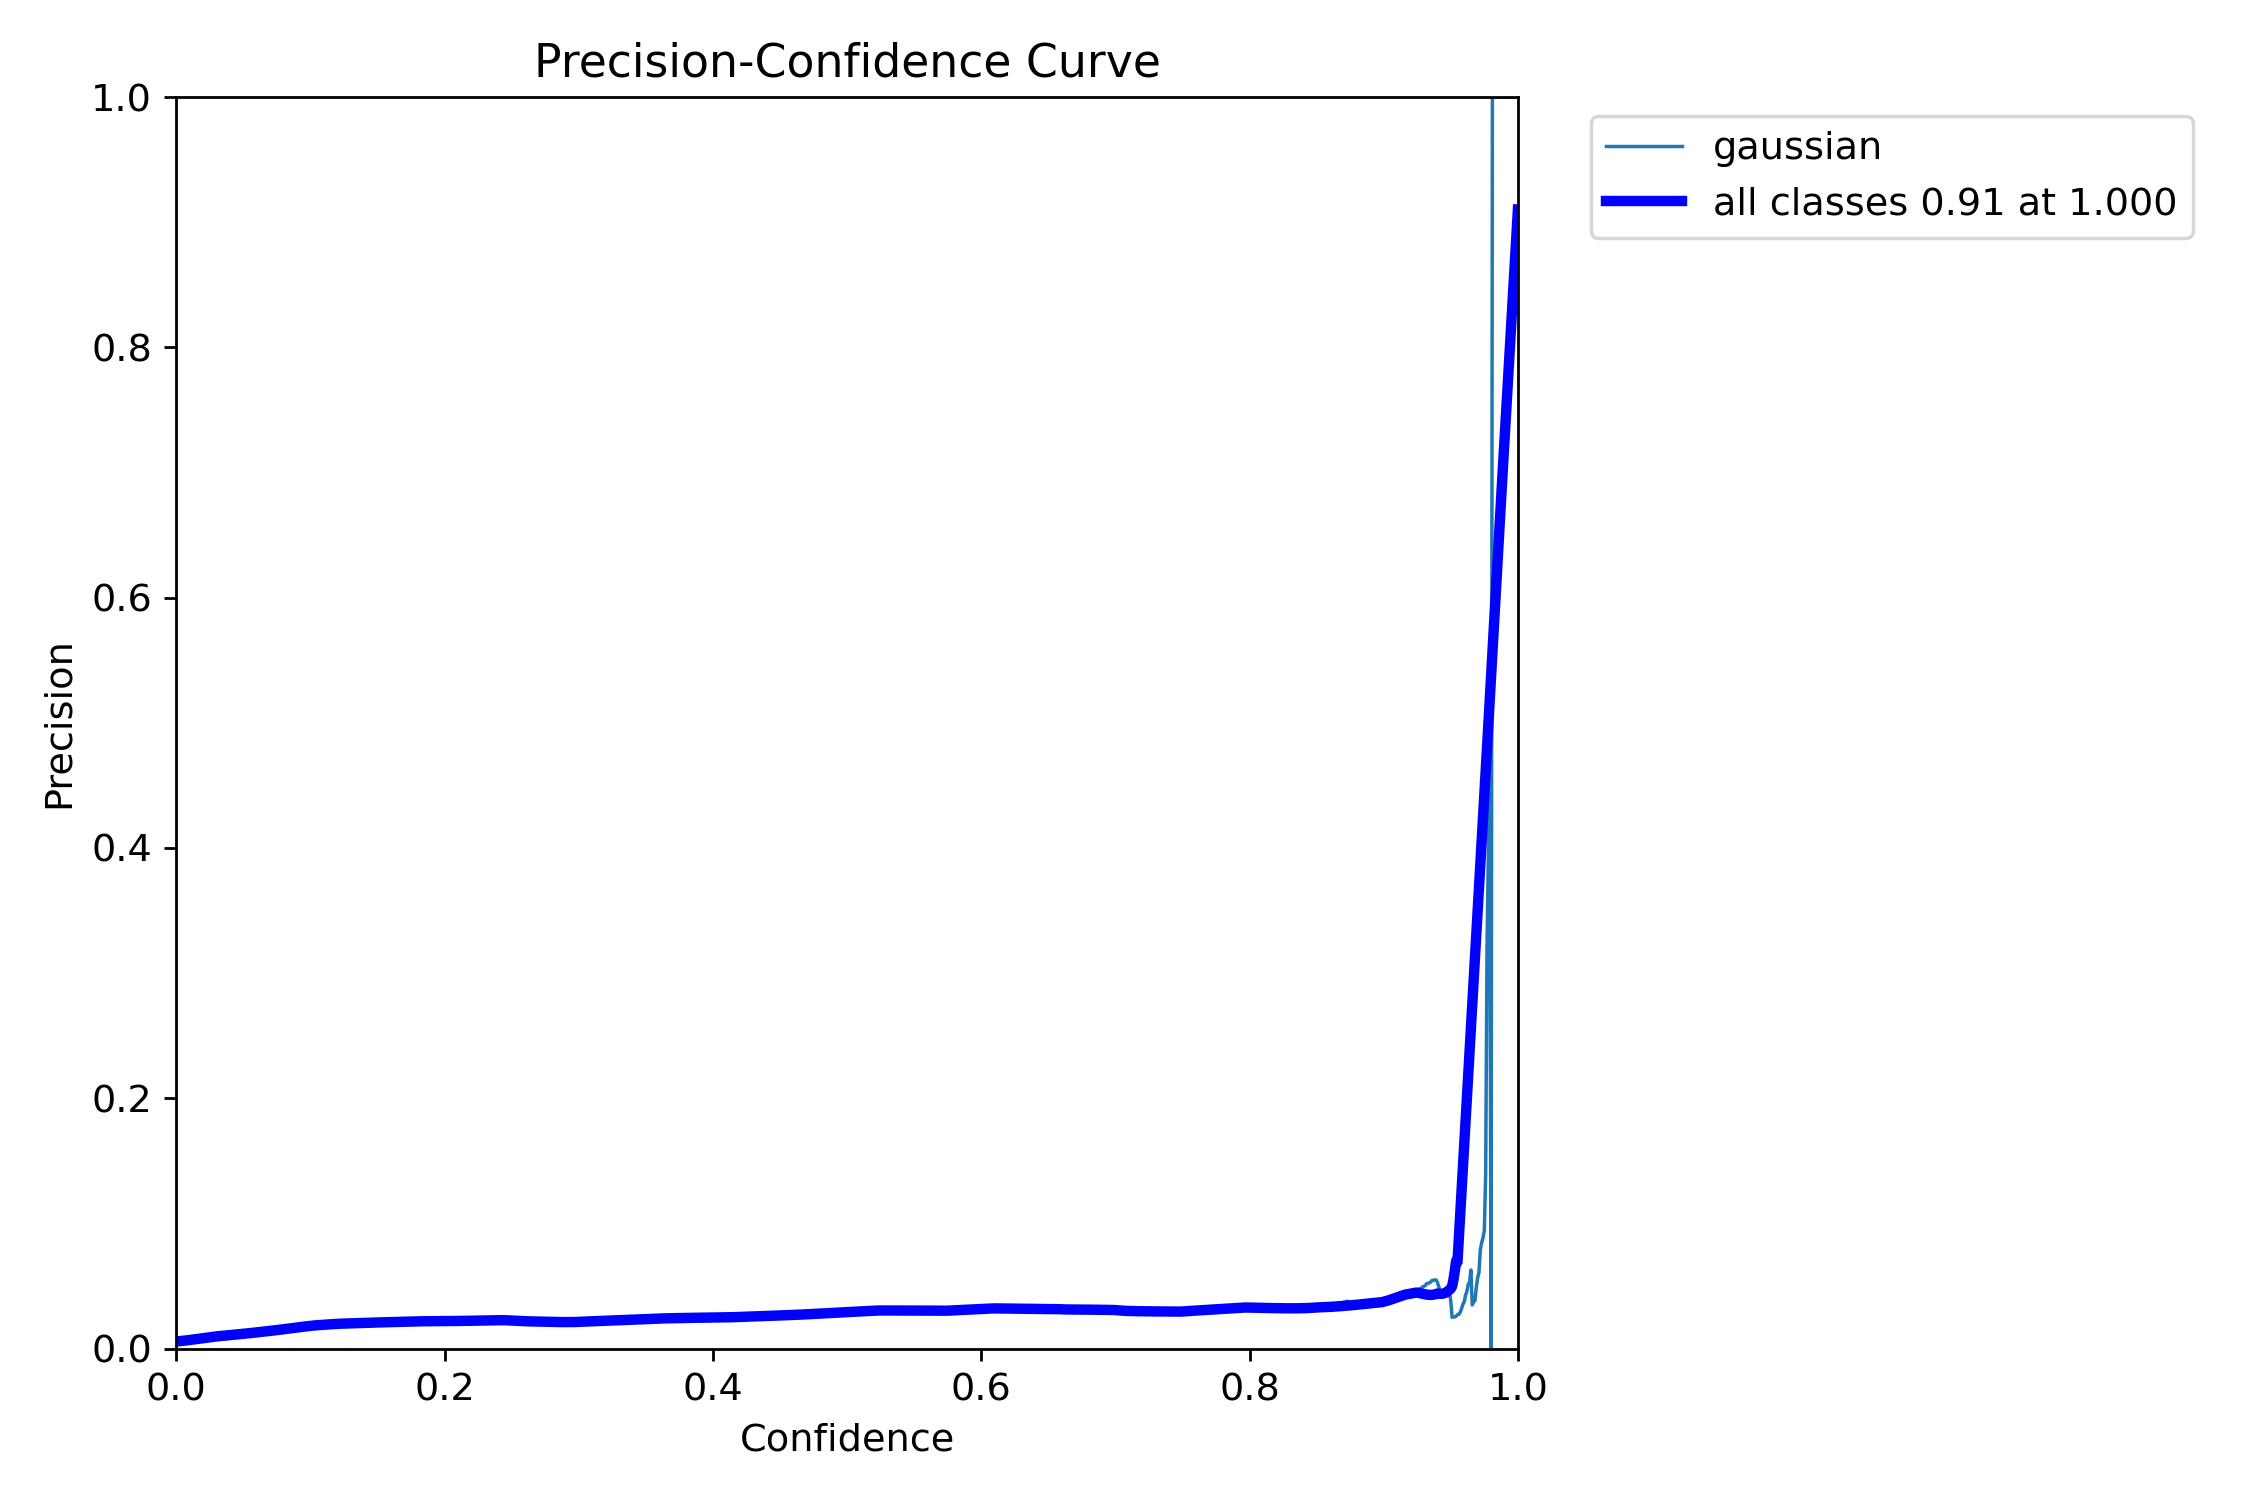 Precision-Confidence Curve
1.0
0.8
0.6
0.4
0.2
0.0
Precision
0.0 0.2 0.4 0.6 0.8 1.0
Confidence
gaussian
all classes 0.91 at 1.000